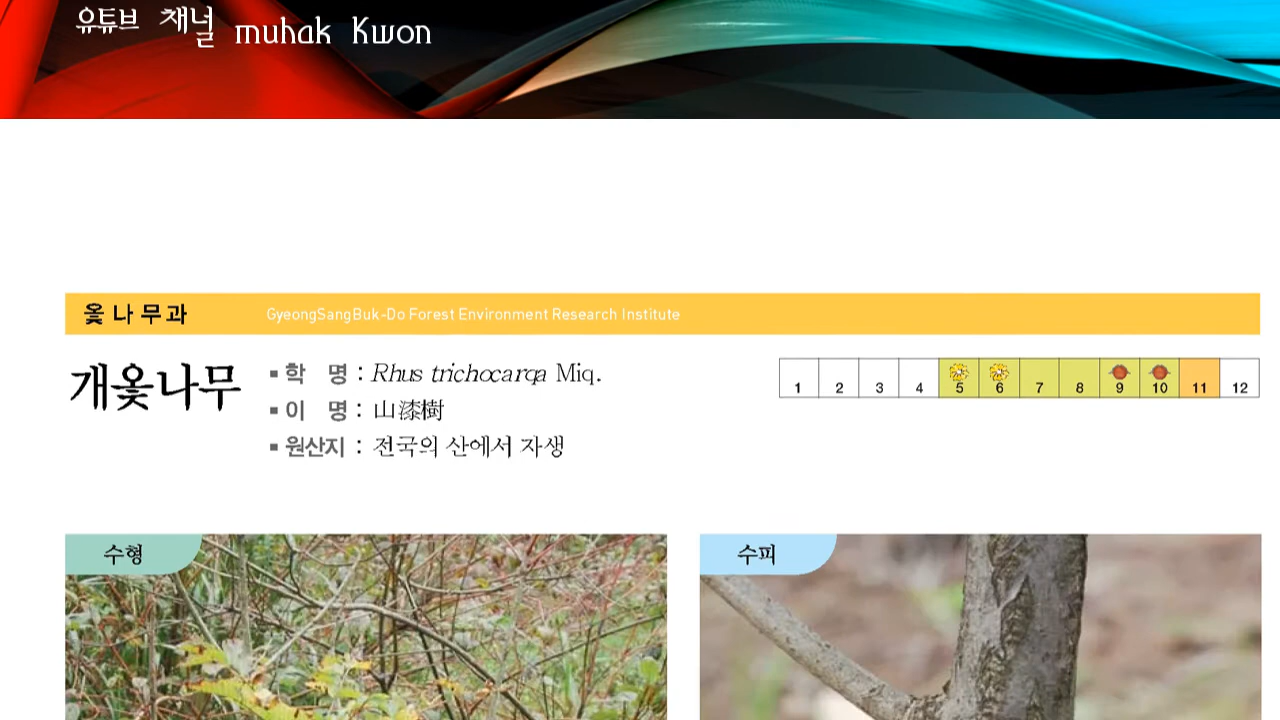 유튜브 채널 muhak Kwon
옻나무과 GyeongSangBuk-Do Forest Environment Research Institute
개옻나무
▪ 학 명 : Rhus trichocarqa Miq.
▪ 이 명 : 山漆樹
▪ 원산지 : 전국의 산에서 자생
1 2 3 4 5 6 7 8 9 10 11 12
수형
수피